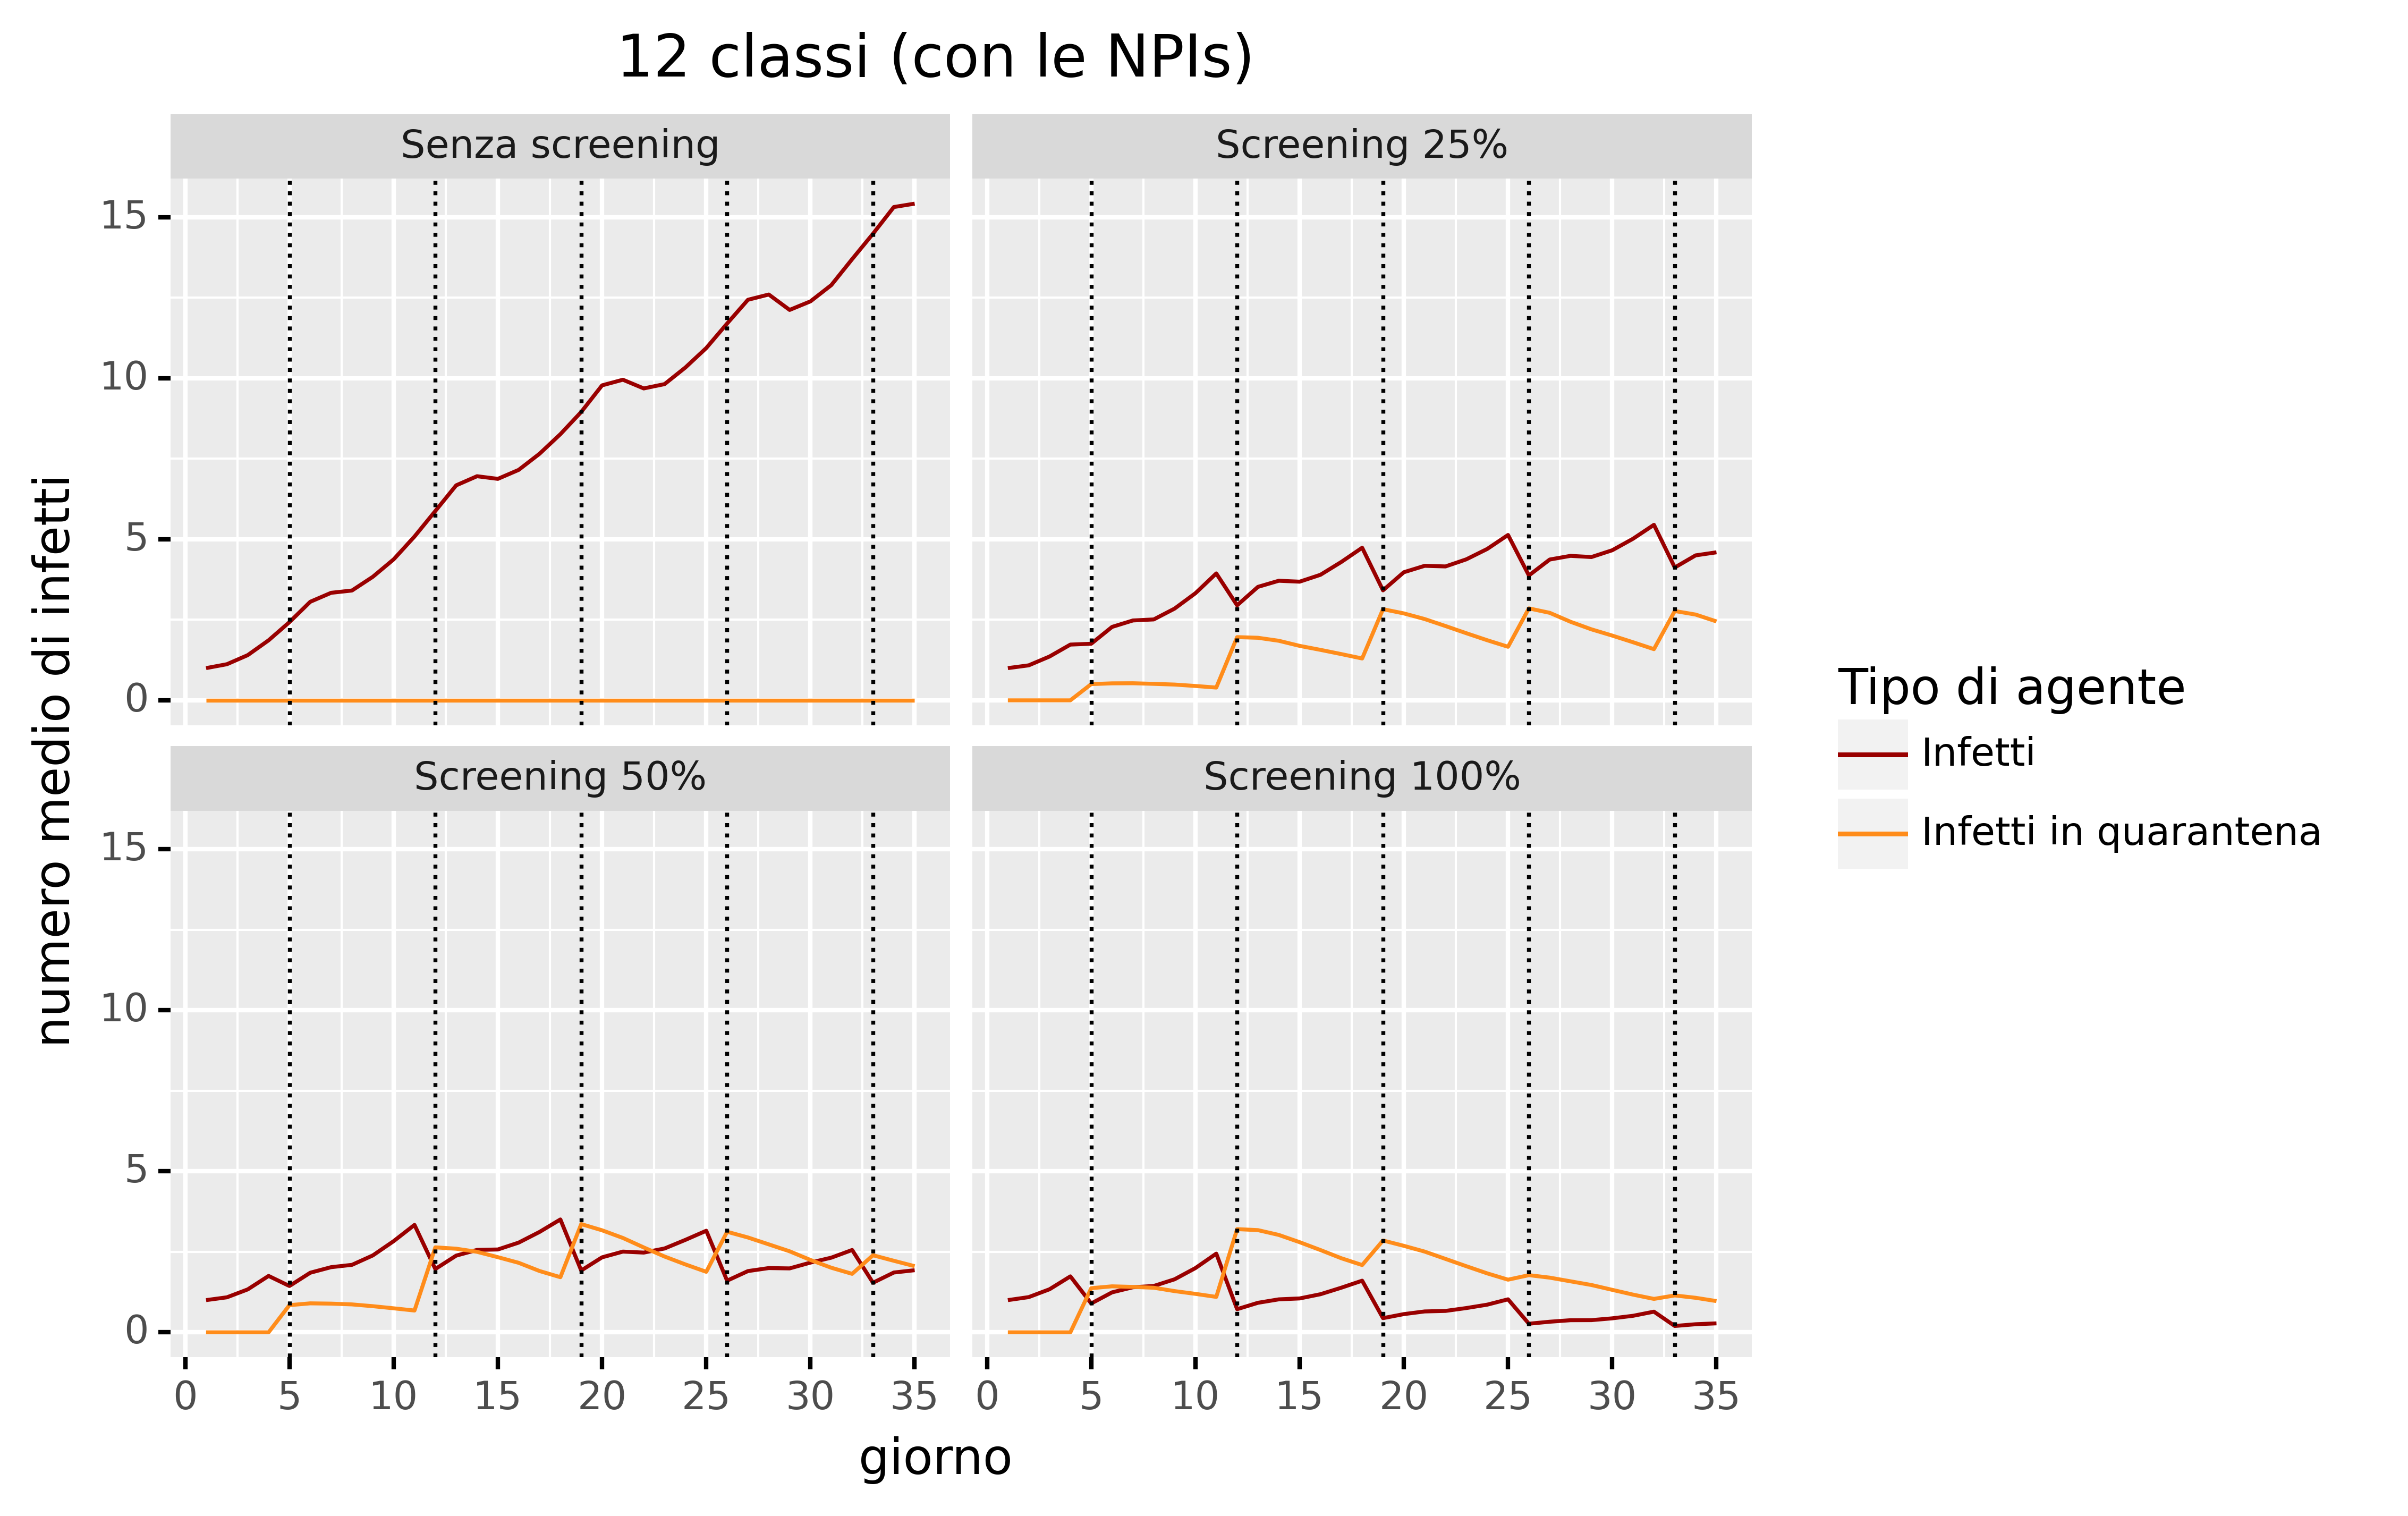 12 classi (con le NPIs)
Senza screening
Screening 25%
15
10
5
0
Screening 50%
Screening 100%
15
10
5
0
0 5 10 15 20 25 30 35
0 5 10 15 20 25 30 35
giorno
numero medio di infetti
Tipo di agente
Infetti
Infetti in quarantena